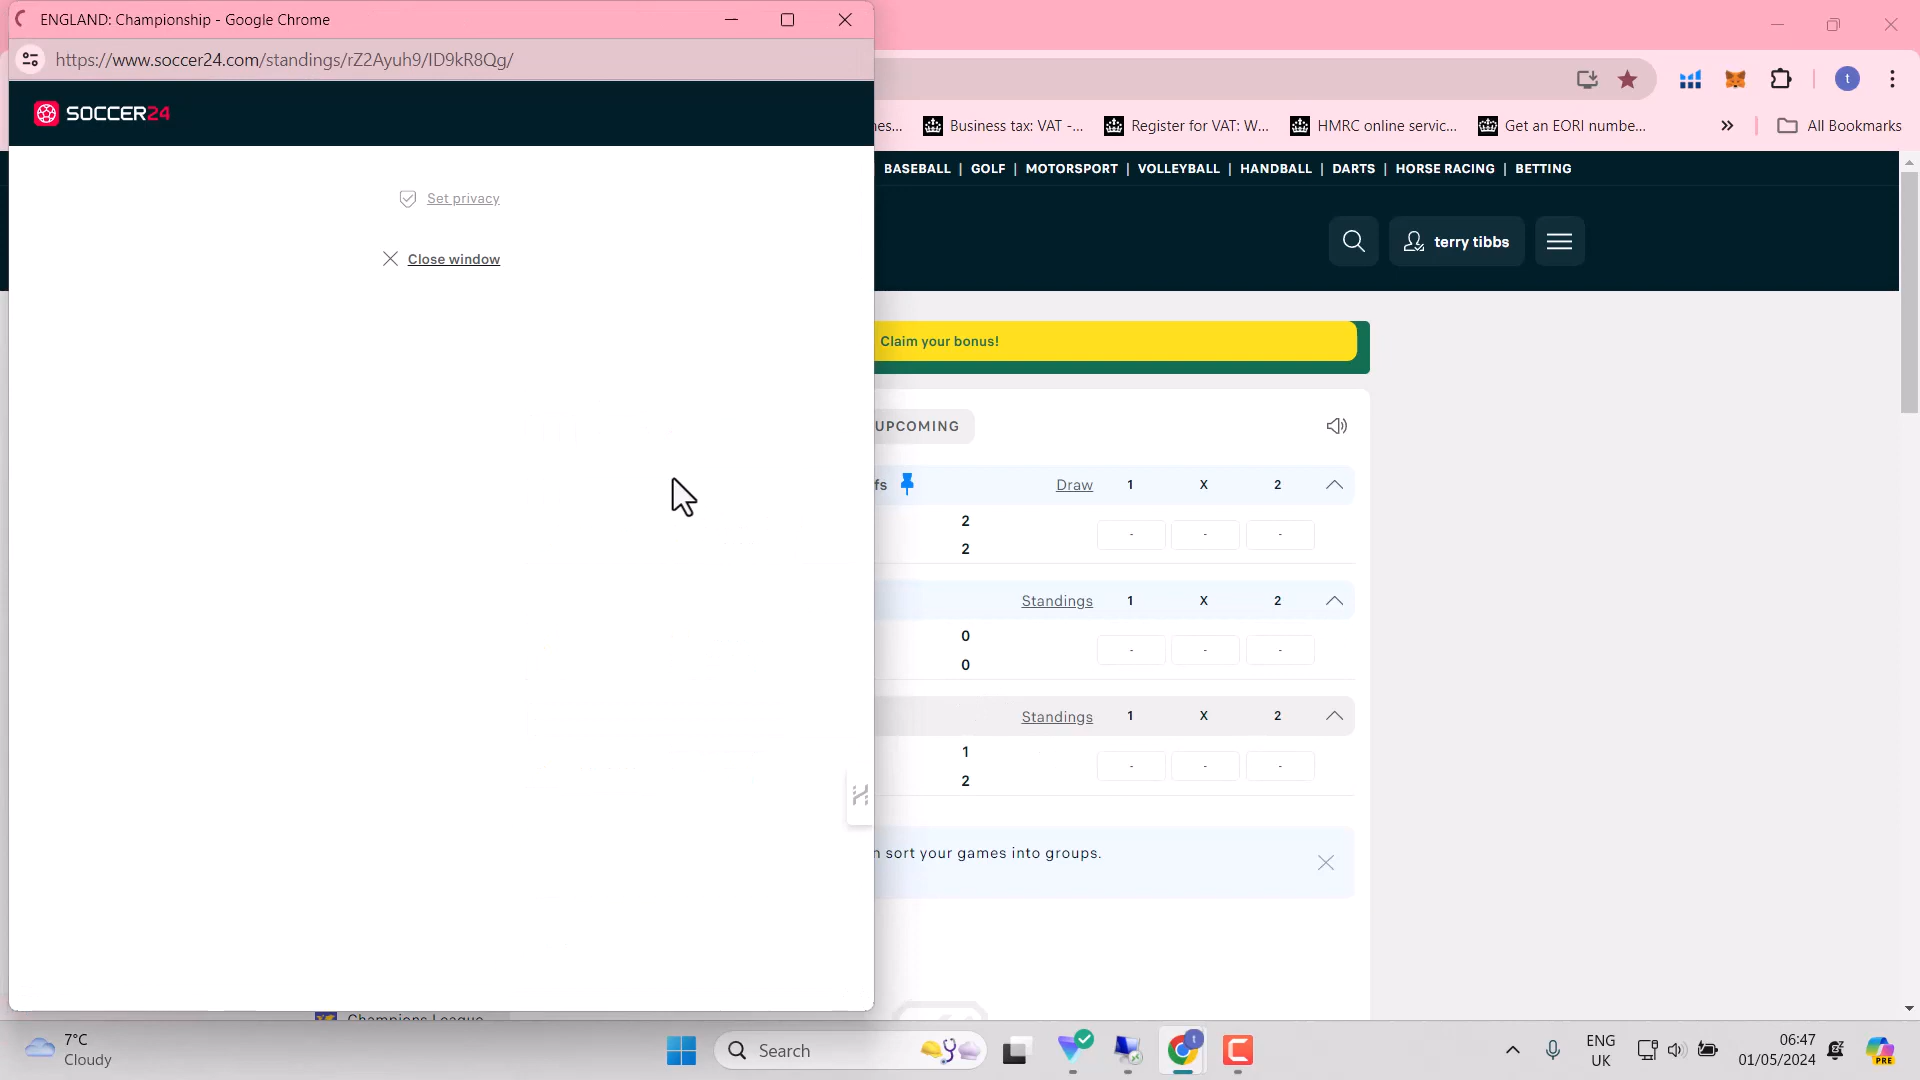 ENGLAND: Championship - Google Chrome
https://www.soccer24.com/standings/rZ2Ayuh9/ID9kR8Qg/
SOCCER24
Set privacy
Close window
t
Business tax: VAT -...
Register for VAT: W...
HMRC online servic...
Get an EORI numbe...
All Bookmarks
BASEBALL | GOLF | MOTORSPORT | VOLLEYBALL | HANDBALL | DARTS | HORSE RACING | BETTING
terry tibbs
Claim your bonus!
UPCOMING
fs Draw 1 X 2
2 - - -
2
Standings 1 X 2
0 - - -
0
Standings 1 X 2
1 - - -
2
n sort your games into groups.
Champions League
7°C
Cloudy
Search
t
ENG
UK
06:47
01/05/2024
PRE